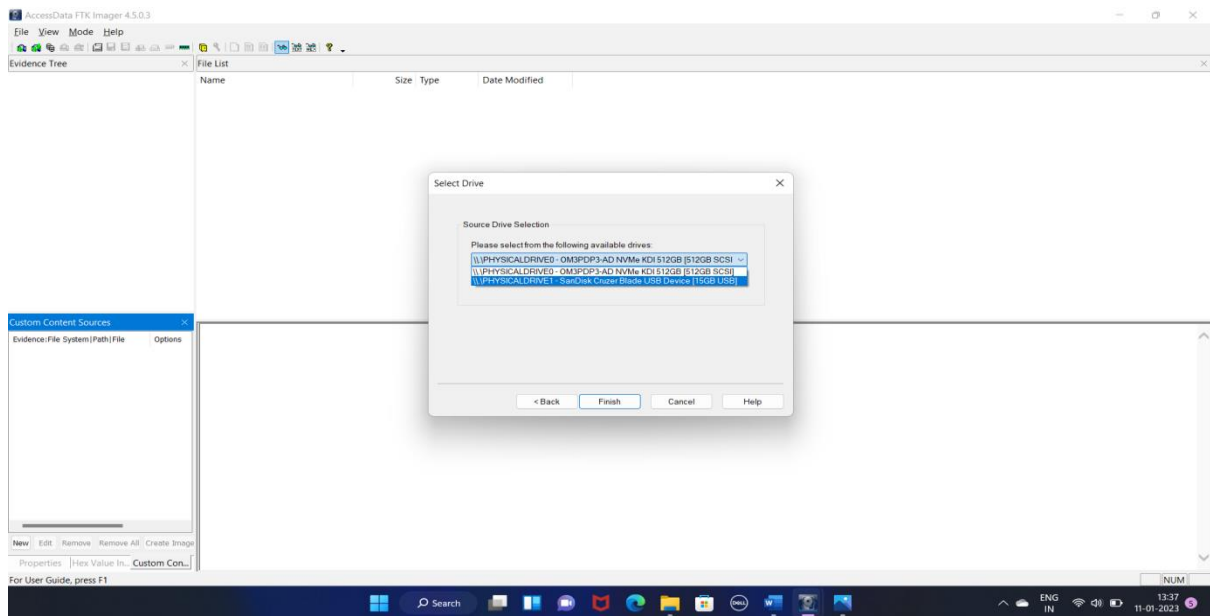 AccessData FTK Imager 4.5.0.3
File View Mode Help
Evidence Tree
File List
Name Size Type Date Modified
Select Drive
Source Drive Selection
Please select from the following available drives:
\\.\PHYSICALDRIVE0 - OM3PDP3-AD NVMe KDI 512GB [512GB SCSI
\\.\PHYSICALDRIVE0 - OM3PDP3-AD NVMe KDI 512GB [512GB SCSI]
\\.\PHYSICALDRIVE1 - SanDisk Cruzer Blade USB Device [15GB USB]
< Back Finish Cancel Help
Custom Content Sources
Evidence:File System|Path|File Options
New Edit Remove Remove All Create Image
Properties Hex Value In... Custom Con...
For User Guide, press F1
NUM
Search
DELL
W
ENG
IN
13:37
11-01-2023
S